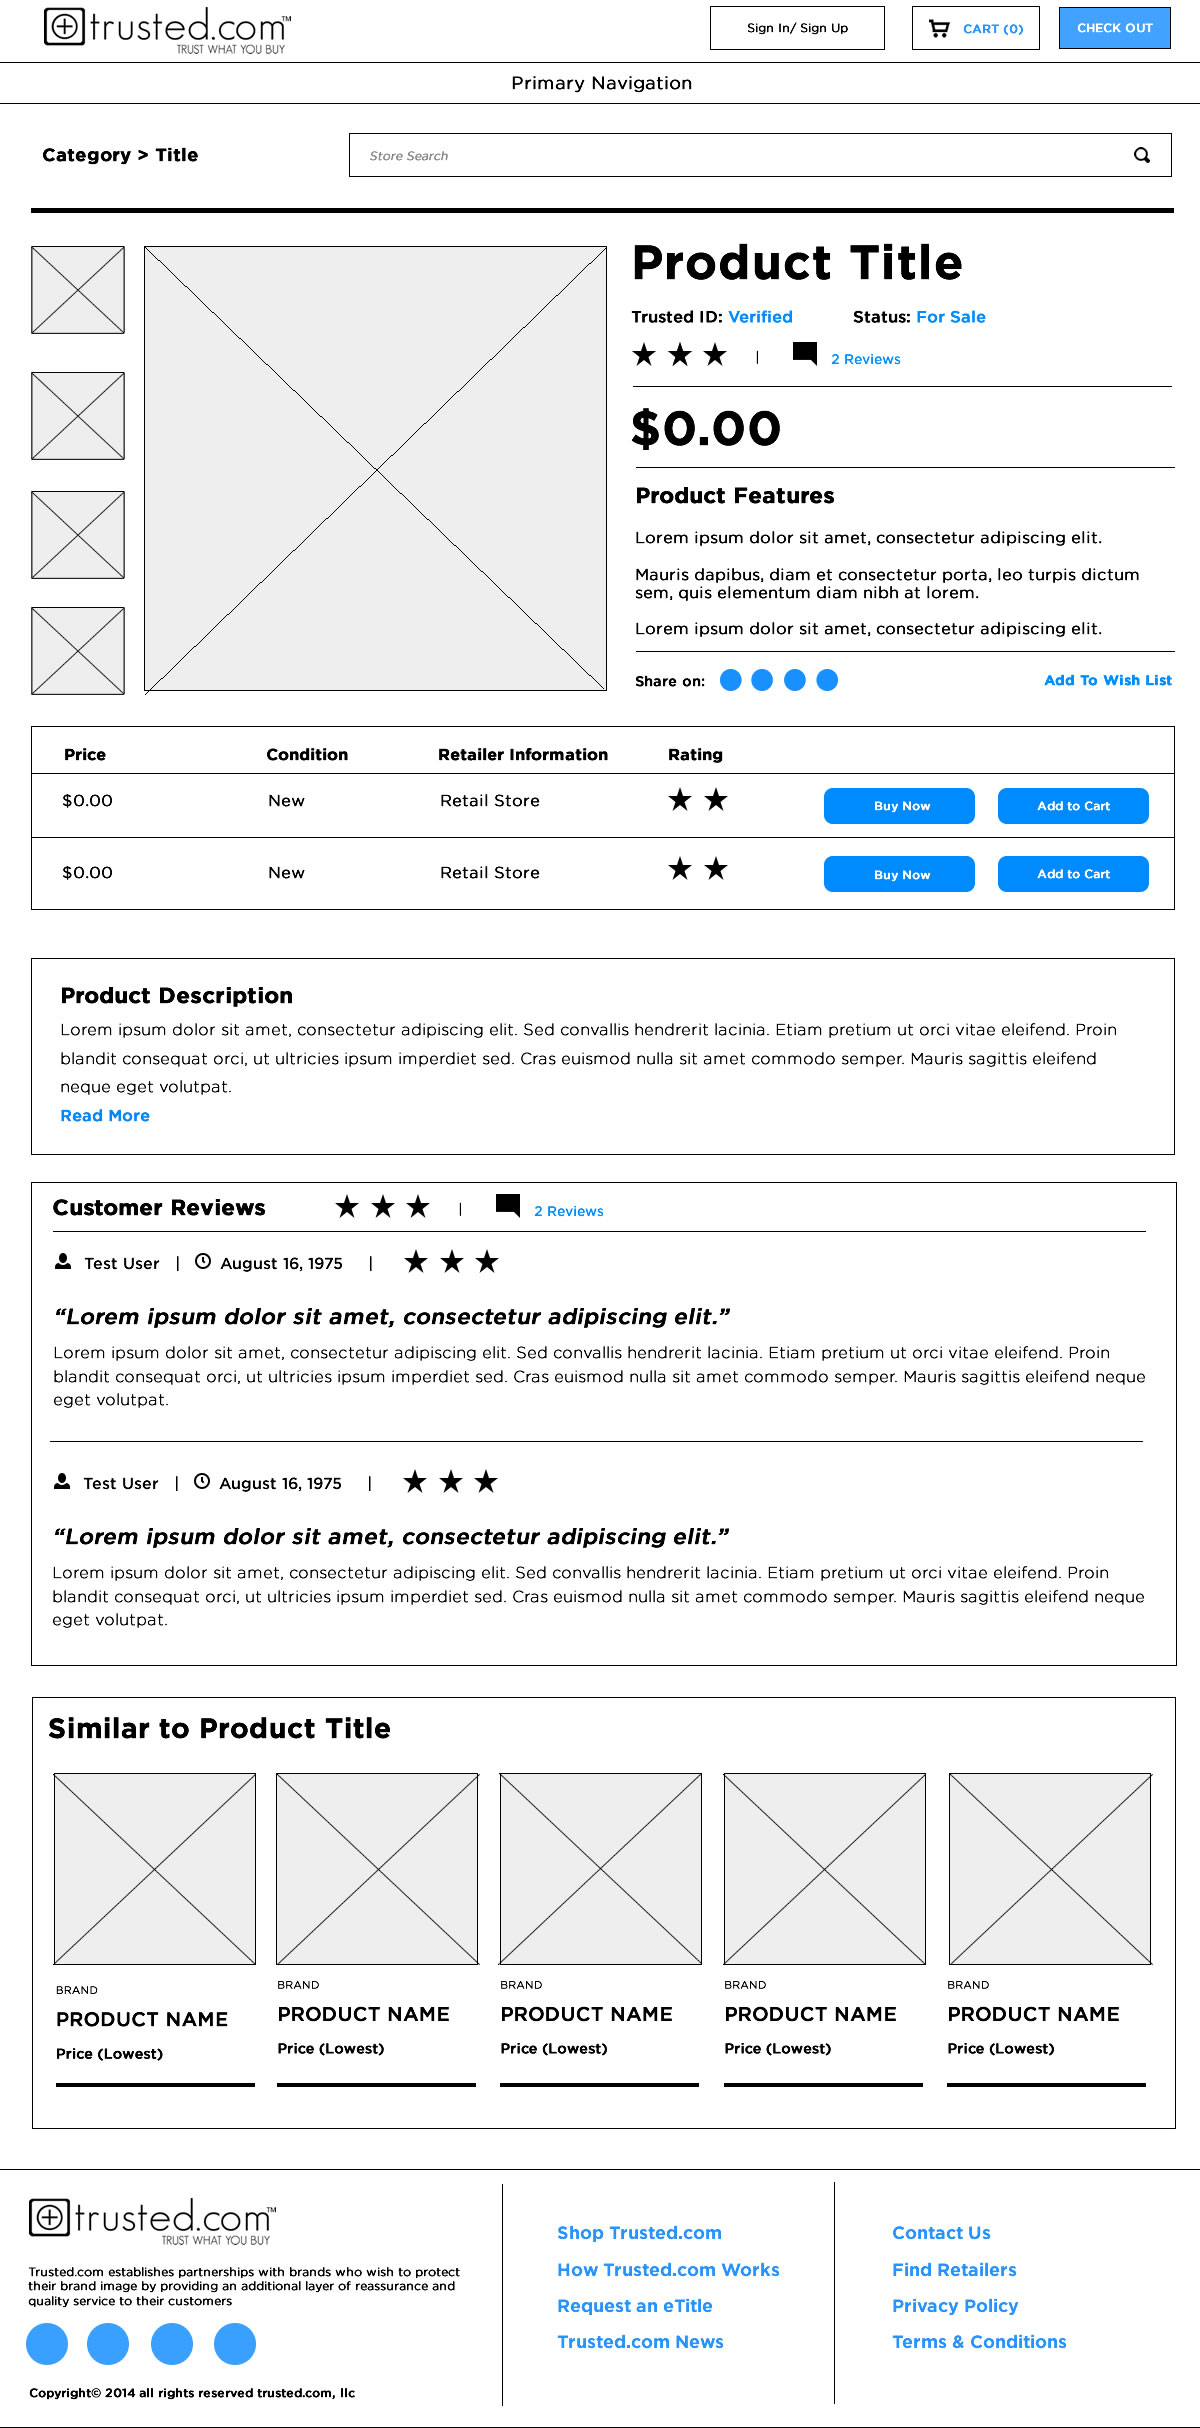 trusted.com™
TRUST WHAT YOU BUY
Sign In/ Sign Up
CART (0)
CHECK OUT
Primary Navigation
Category > Title
Store Search
Product Title
Trusted ID: Verified
Status: For Sale
|
2 Reviews
$0.00
Product Features
Lorem ipsum dolor sit amet, consectetur adipiscing elit.
Mauris dapibus, diam et consectetur porta, leo turpis dictum
sem, quis elementum diam nibh at lorem.
Lorem ipsum dolor sit amet, consectetur adipiscing elit.
Share on:
Add To Wish List
Price Condition Retailer Information Rating
$0.00 New Retail Store Buy Now Add to Cart
$0.00 New Retail Store Buy Now Add to Cart
Product Description
Lorem ipsum dolor sit amet, consectetur adipiscing elit. Sed convallis hendrerit lacinia. Etiam pretium ut orci vitae eleifend. Proin
blandit consequat orci, ut ultricies ipsum imperdiet sed. Cras euismod nulla sit amet commodo semper. Mauris sagittis eleifend
neque eget volutpat.
Read More
Customer Reviews | 2 Reviews
Test User | August 16, 1975 |
“Lorem ipsum dolor sit amet, consectetur adipiscing elit.”
Lorem ipsum dolor sit amet, consectetur adipiscing elit. Sed convallis hendrerit lacinia. Etiam pretium ut orci vitae eleifend. Proin
blandit consequat orci, ut ultricies ipsum imperdiet sed. Cras euismod nulla sit amet commodo semper. Mauris sagittis eleifend neque
eget volutpat.
Test User | August 16, 1975 |
“Lorem ipsum dolor sit amet, consectetur adipiscing elit.”
Lorem ipsum dolor sit amet, consectetur adipiscing elit. Sed convallis hendrerit lacinia. Etiam pretium ut orci vitae eleifend. Proin
blandit consequat orci, ut ultricies ipsum imperdiet sed. Cras euismod nulla sit amet commodo semper. Mauris sagittis eleifend neque
eget volutpat.
Similar to Product Title
BRAND
PRODUCT NAME
Price (Lowest)
BRAND
PRODUCT NAME
Price (Lowest)
BRAND
PRODUCT NAME
Price (Lowest)
BRAND
PRODUCT NAME
Price (Lowest)
BRAND
PRODUCT NAME
Price (Lowest)
trusted.com™
TRUST WHAT YOU BUY
Trusted.com establishes partnerships with brands who wish to protect
their brand image by providing an additional layer of reassurance and
quality service to their customers
Copyright© 2014 all rights reserved trusted.com, llc
Shop Trusted.com
How Trusted.com Works
Request an eTitle
Trusted.com News
Contact Us
Find Retailers
Privacy Policy
Terms & Conditions